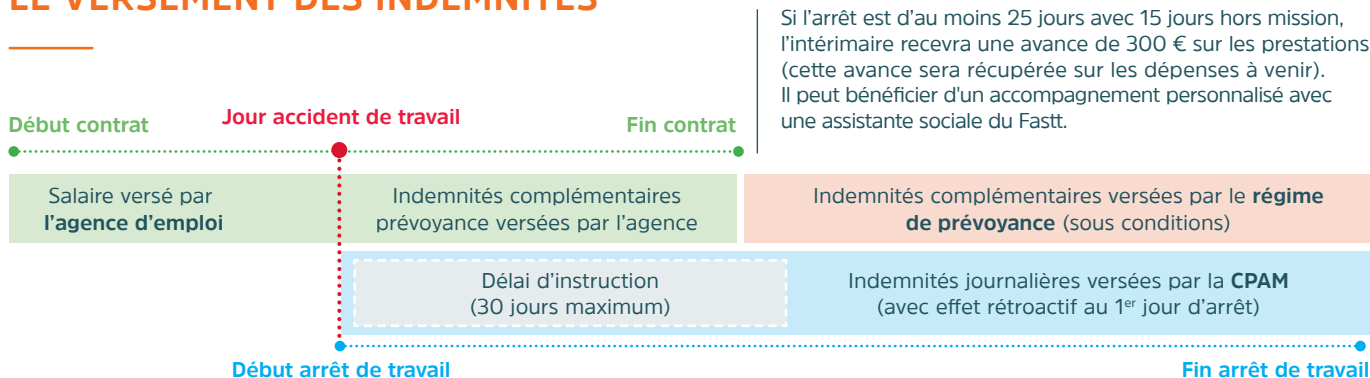 LE VERSEMENT DES INDEMNITÉS
Si l'arrêt est d'au moins 25 jours avec 15 jours hors mission,
l'intérimaire recevra une avance de 300 € sur les prestations
(cette avance sera récupérée sur les dépenses à venir).
Il peut bénéficier d'un accompagnement personnalisé avec
une assistante sociale du Fastt.
Début contrat
Jour accident de travail
Fin contrat
Salaire versé par
l'agence d'emploi
Indemnités complémentaires
prévoyance versées par l'agence
Indemnités complémentaires versées par le régime
de prévoyance (sous conditions)
Délai d'instruction
(30 jours maximum)
Indemnités journalières versées par la CPAM
(avec effet rétroactif au 1er jour d'arrêt)
Début arrêt de travail
Fin arrêt de travail